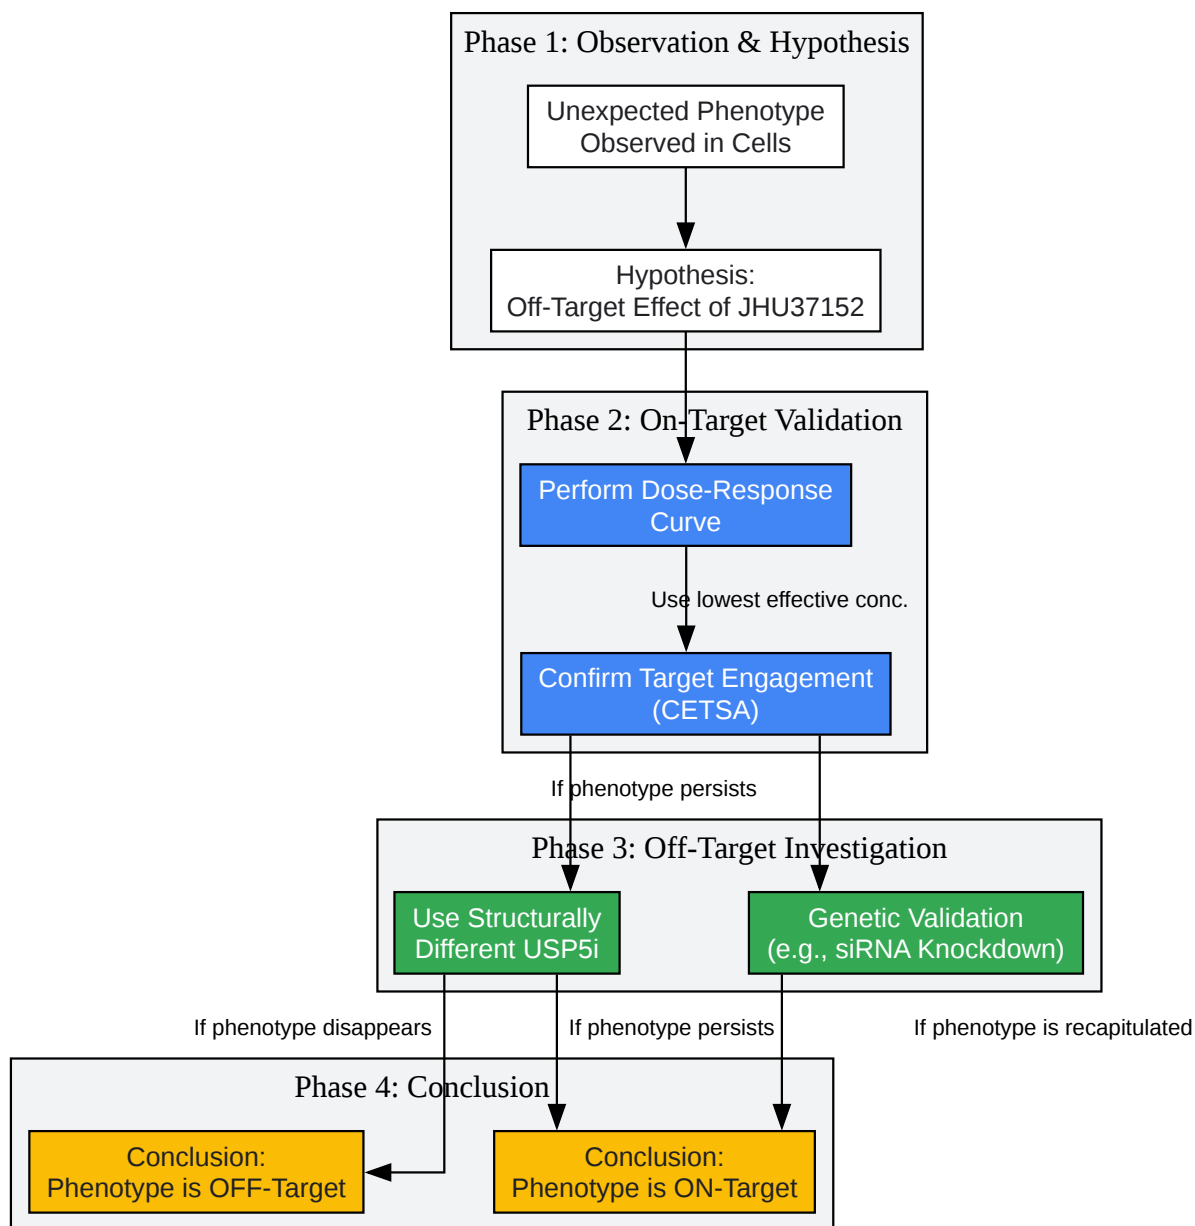 Phase 1: Observation & Hypothesis
Unexpected Phenotype
Observed in Cells
Hypothesis:
Off-Target Effect of JHU37152
Phase 2: On-Target Validation
Perform Dose-Response
Curve
Use lowest effective conc.
Confirm Target Engagement
(CETSA)
If phenotype persists
Phase 3: Off-Target Investigation
Use Structurally
Different USP5i
Genetic Validation
(e.g., siRNA Knockdown)
If phenotype disappears
If phenotype persists
If phenotype is recapitulated
Phase 4: Conclusion
Conclusion:
Phenotype is OFF-Target
Conclusion:
Phenotype is ON-Target